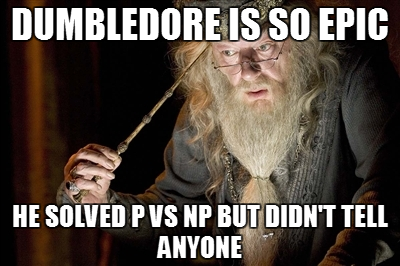 DUMBLEDORE IS SO EPIC
HE SOLVED P VS NP BUT DIDN'T TELL
ANYONE